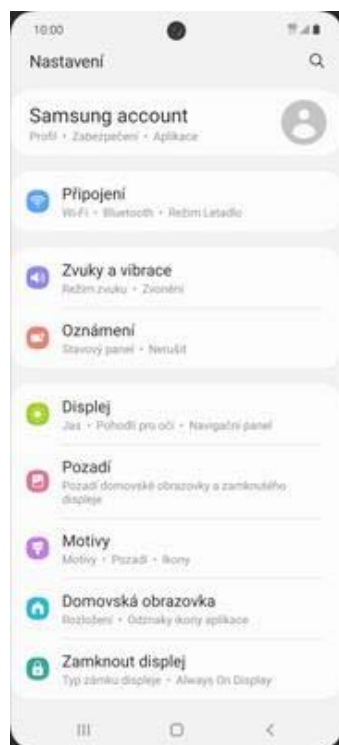 10:00
Nastavení
Samsung account
Profil • Zabezpečení • Aplikace
Připojení
Wi-Fi • Bluetooth • Režim Letadlo
Zvuky a vibrace
Režim zvuku • Zvonění
Oznámení
Stavový panel • Nerušit
Displej
Jas • Pohodlí pro oči • Navigační panel
Pozadí
Pozadí domovské obrazovky a zamknutého
displeje
Motivy
Motivy • Pozadí • Ikony
Domovská obrazovka
Rozložení • Odznaky ikony aplikace
Zamknout displej
Typ zámku displeje • Always On Display